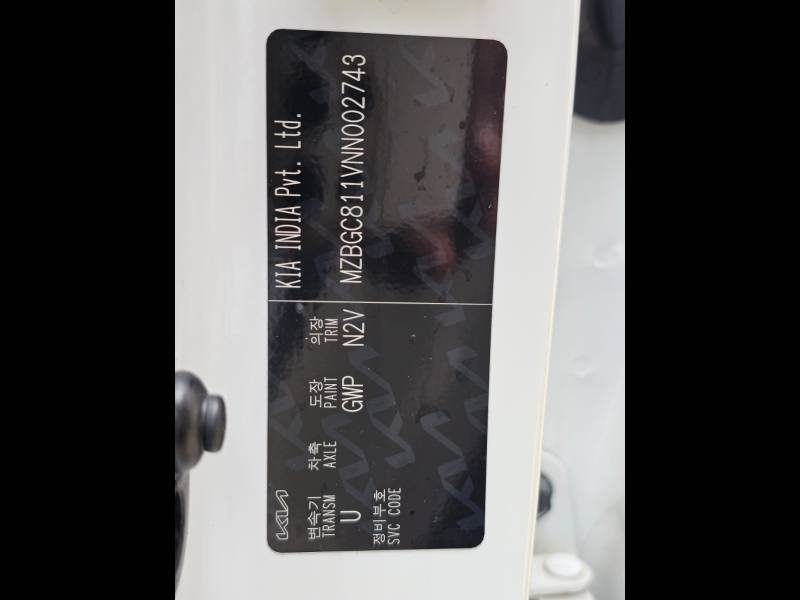 KIA
변속기 차축 도장 의장
TRANSM AXLE PAINT TRIM
U GWP N2V
정비부호
SVC CODE
KIA INDIA Pvt. Ltd.
MZBGC811VNN002743